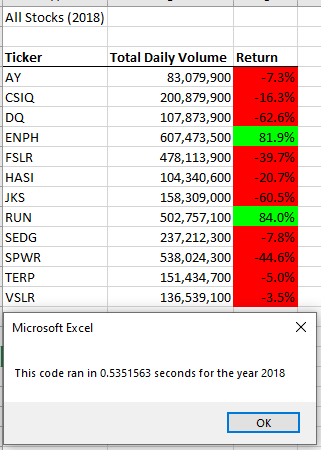 All Stocks (2018)
Ticker Total Daily Volume Return
AY 83,079,900 -7.3%
CSIQ 200,879,900 -16.3%
DQ 107,873,900 -62.6%
ENPH 607,473,500 81.9%
FSLR 478,113,900 -39.7%
HASI 104,340,600 -20.7%
JKS 158,309,000 -60.5%
RUN 502,757,100 84.0%
SEDG 237,212,300 -7.8%
SPWR 538,024,300 -44.6%
TERP 151,434,700 -5.0%
VSLR 136,539,100 -3.5%
Microsoft Excel
This code ran in 0.5351563 seconds for the year 2018
OK